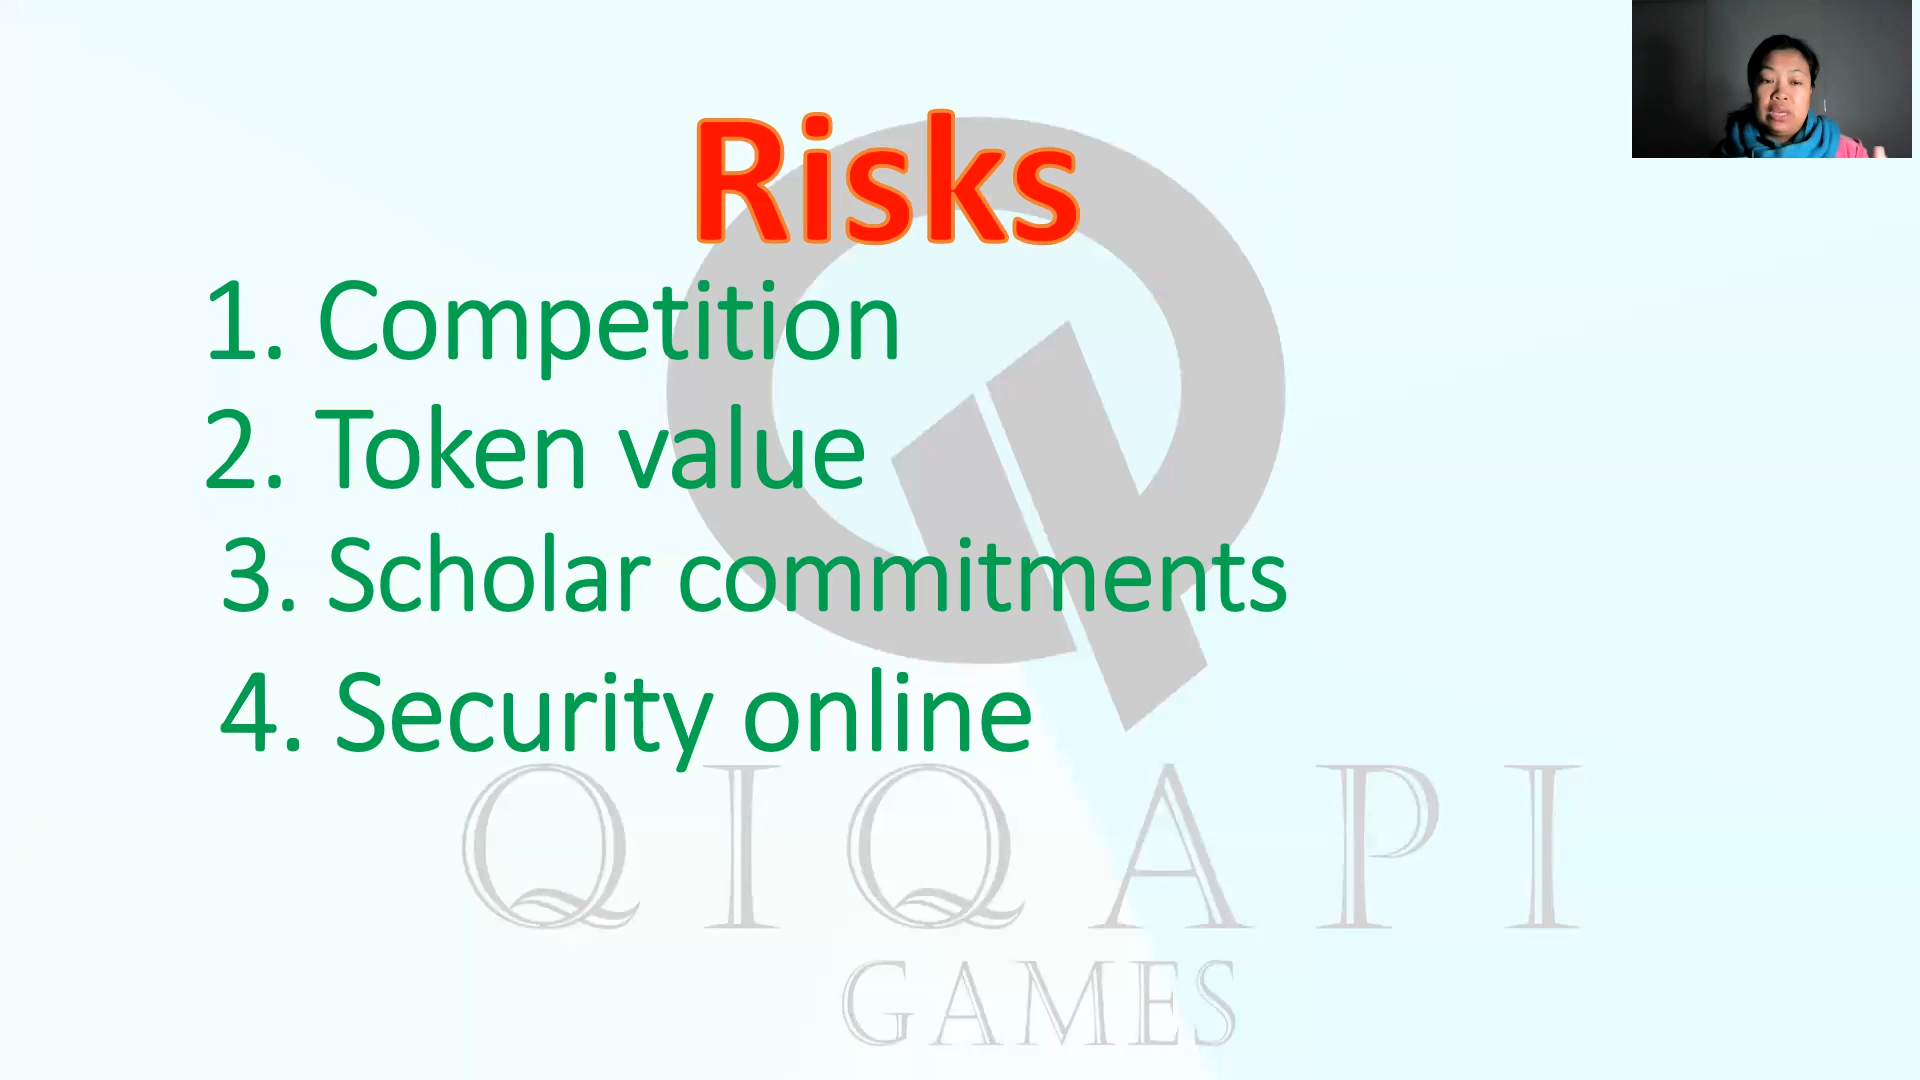 Risks
1. Competition
2. Token value
3. Scholar commitments
4. Security online
QIQAPI
GAMES